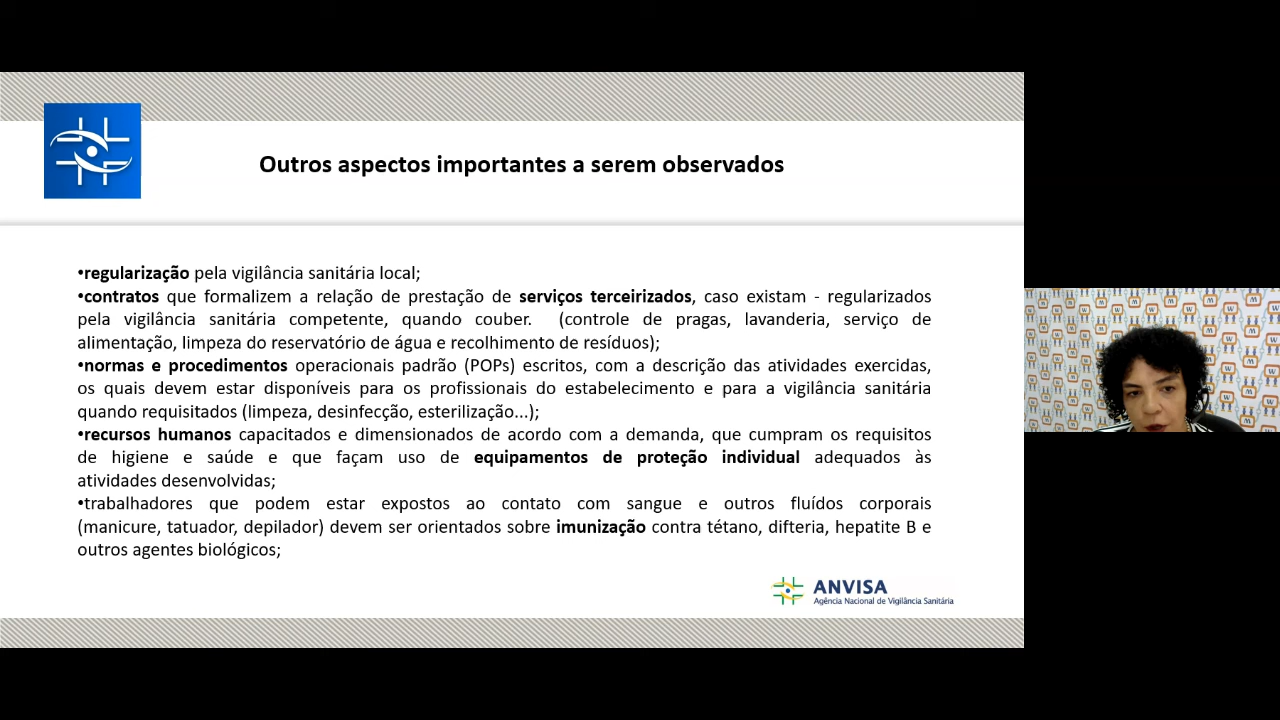 Outros aspectos importantes a serem observados
•regularização pela vigilância sanitária local;
•contratos que formalizem a relação de prestação de serviços terceirizados, caso existam - regularizados
pela vigilância sanitária competente, quando couber. (controle de pragas, lavanderia, serviço de
alimentação, limpeza do reservatório de água e recolhimento de resíduos);
•normas e procedimentos operacionais padrão (POPs) escritos, com a descrição das atividades exercidas,
os quais devem estar disponíveis para os profissionais do estabelecimento e para a vigilância sanitária
quando requisitados (limpeza, desinfecção, esterilização...);
•recursos humanos capacitados e dimensionados de acordo com a demanda, que cumpram os requisitos
de higiene e saúde e que façam uso de equipamentos de proteção individual adequados às
atividades desenvolvidas;
•trabalhadores que podem estar expostos ao contato com sangue e outros fluídos corporais
(manicure, tatuador, depilador) devem ser orientados sobre imunização contra tétano, difteria, hepatite B e
outros agentes biológicos;
ANVISA
Agência Nacional de Vigilância Sanitária